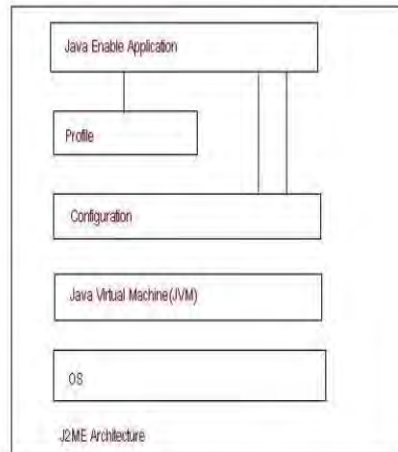 Java Enable Application
Profile
Configuration
Java Virtual Machine(JVM)
OS
J2ME Architecture